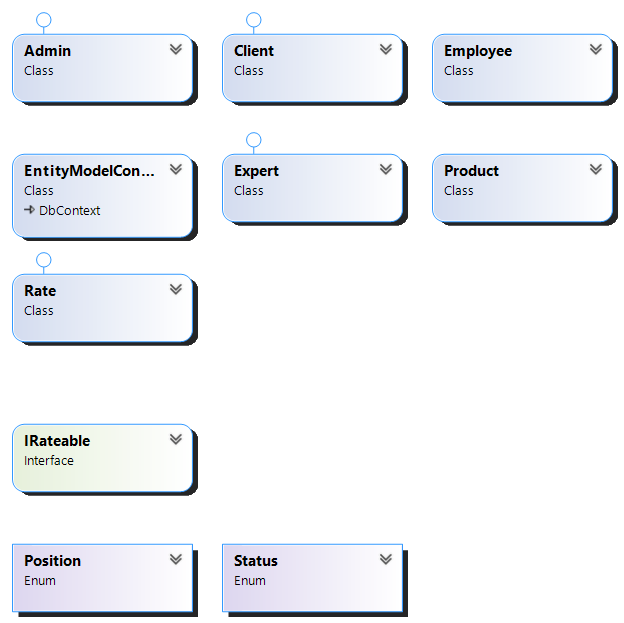 Admin
Class
Client
Class
Employee
Class
EntityModelCon...
Class
DbContext
Expert
Class
Product
Class
Rate
Class
IRateable
Interface
Position
Enum
Status
Enum